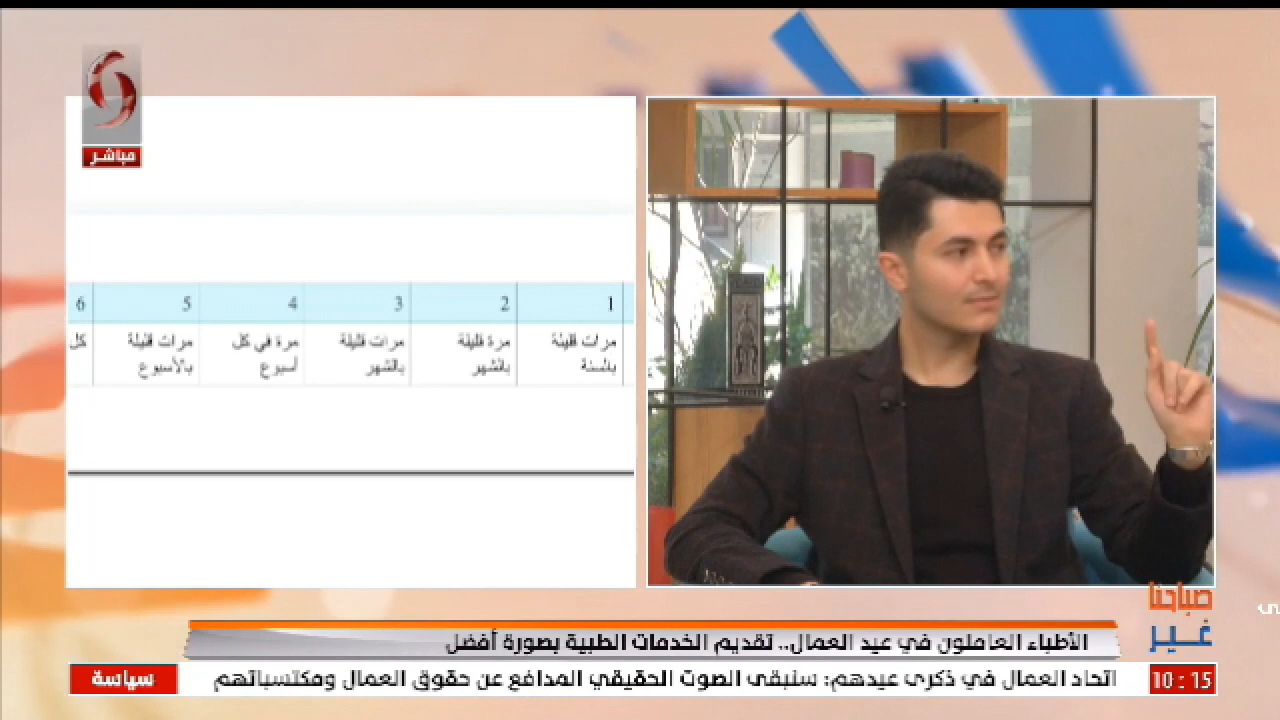 مباشر
1 2 3 4 5 6
مرات قليلة بالسنة
مرة قليلة بالشهر
مرات قليلة بالشهر
مرة في كل أسبوع
مرات قليلة بالأسبوع
كل
صباحنا
غير
الأطباء العاملون في عيد العمال.. تقديم الخدمات الطبية بصورة أفضل
سياسة
اتحاد العمال في ذكرى عيدهم: سنبقى الصوت الحقيقي المدافع عن حقوق العمال ومكتسباتهم
10:15